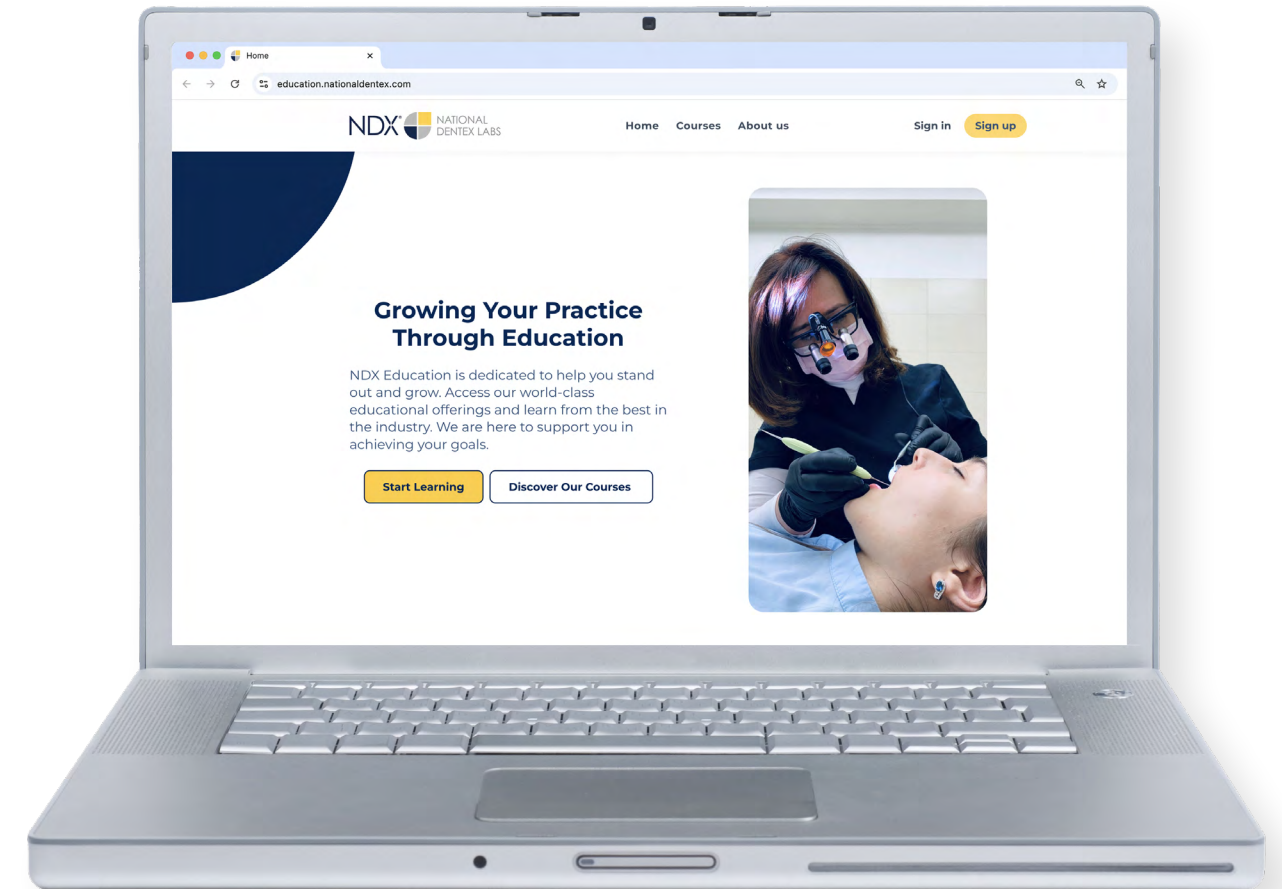 Home
education.nationaldentex.com
NDX
NATIONAL
DENTEX LABS
Home Courses About us Sign in Sign up
Growing Your Practice
Through Education
NDX Education is dedicated to help you stand
out and grow. Access our world-class
educational offerings and learn from the best in
the industry. We are here to support you in
achieving your goals.
Start Learning Discover Our Courses